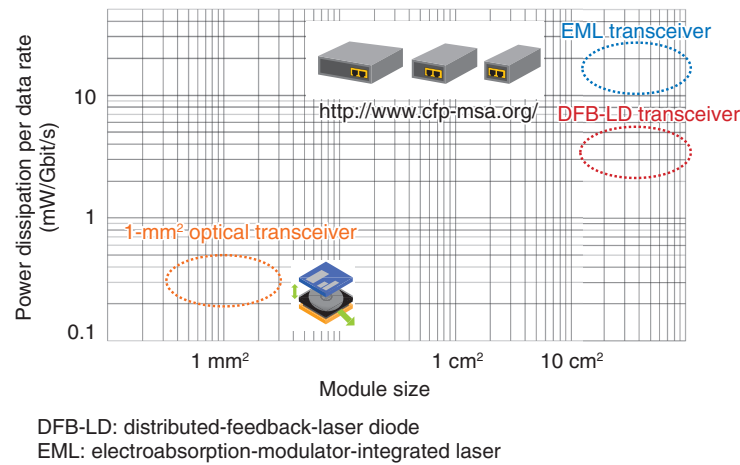 EML transceiver
10
http://www.cfp-msa.org/
DFB-LD transceiver
Power dissipation per data rate
(mW/Gbit/s)
1
1-mm² optical transceiver
0.1
1 mm²
1 cm²
10 cm²
Module size
DFB-LD: distributed-feedback-laser diode
EML: electroabsorption-modulator-integrated laser